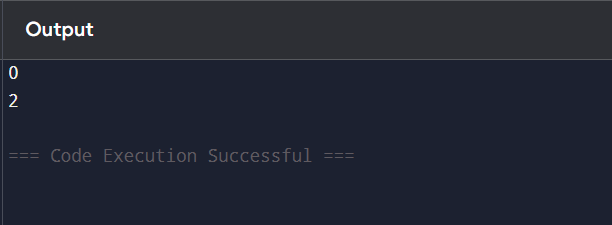 Output
0
2
=== Code Execution Successful ===